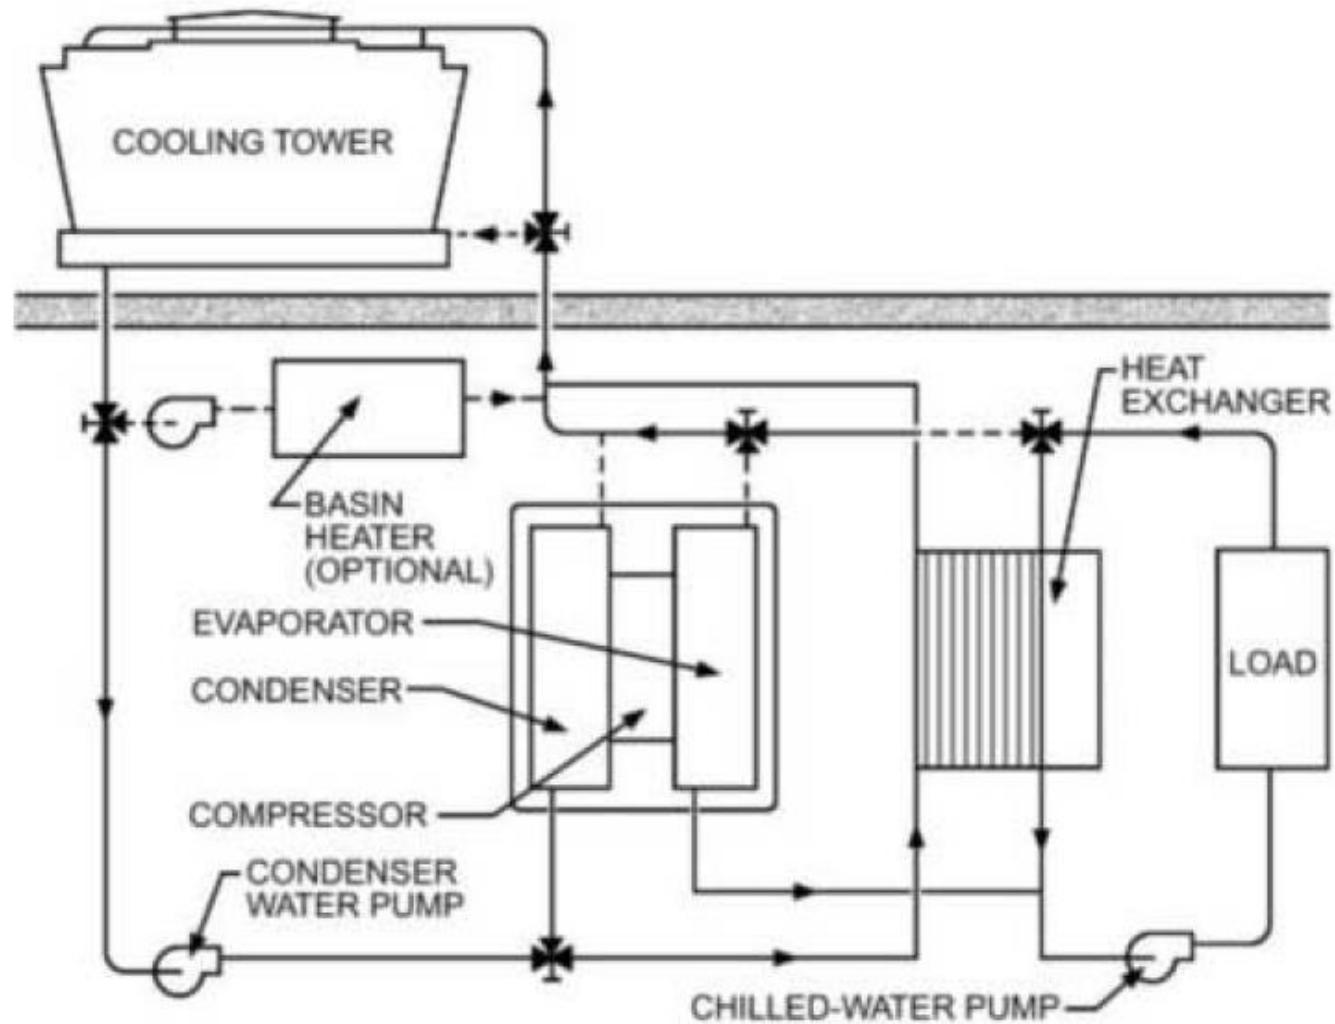 COOLING TOWER
HEAT
EXCHANGER
BASIN
HEATER
(OPTIONAL)
EVAPORATOR
LOAD
CONDENSER
COMPRESSOR
CONDENSER
WATER PUMP
CHILLED-WATER PUMP